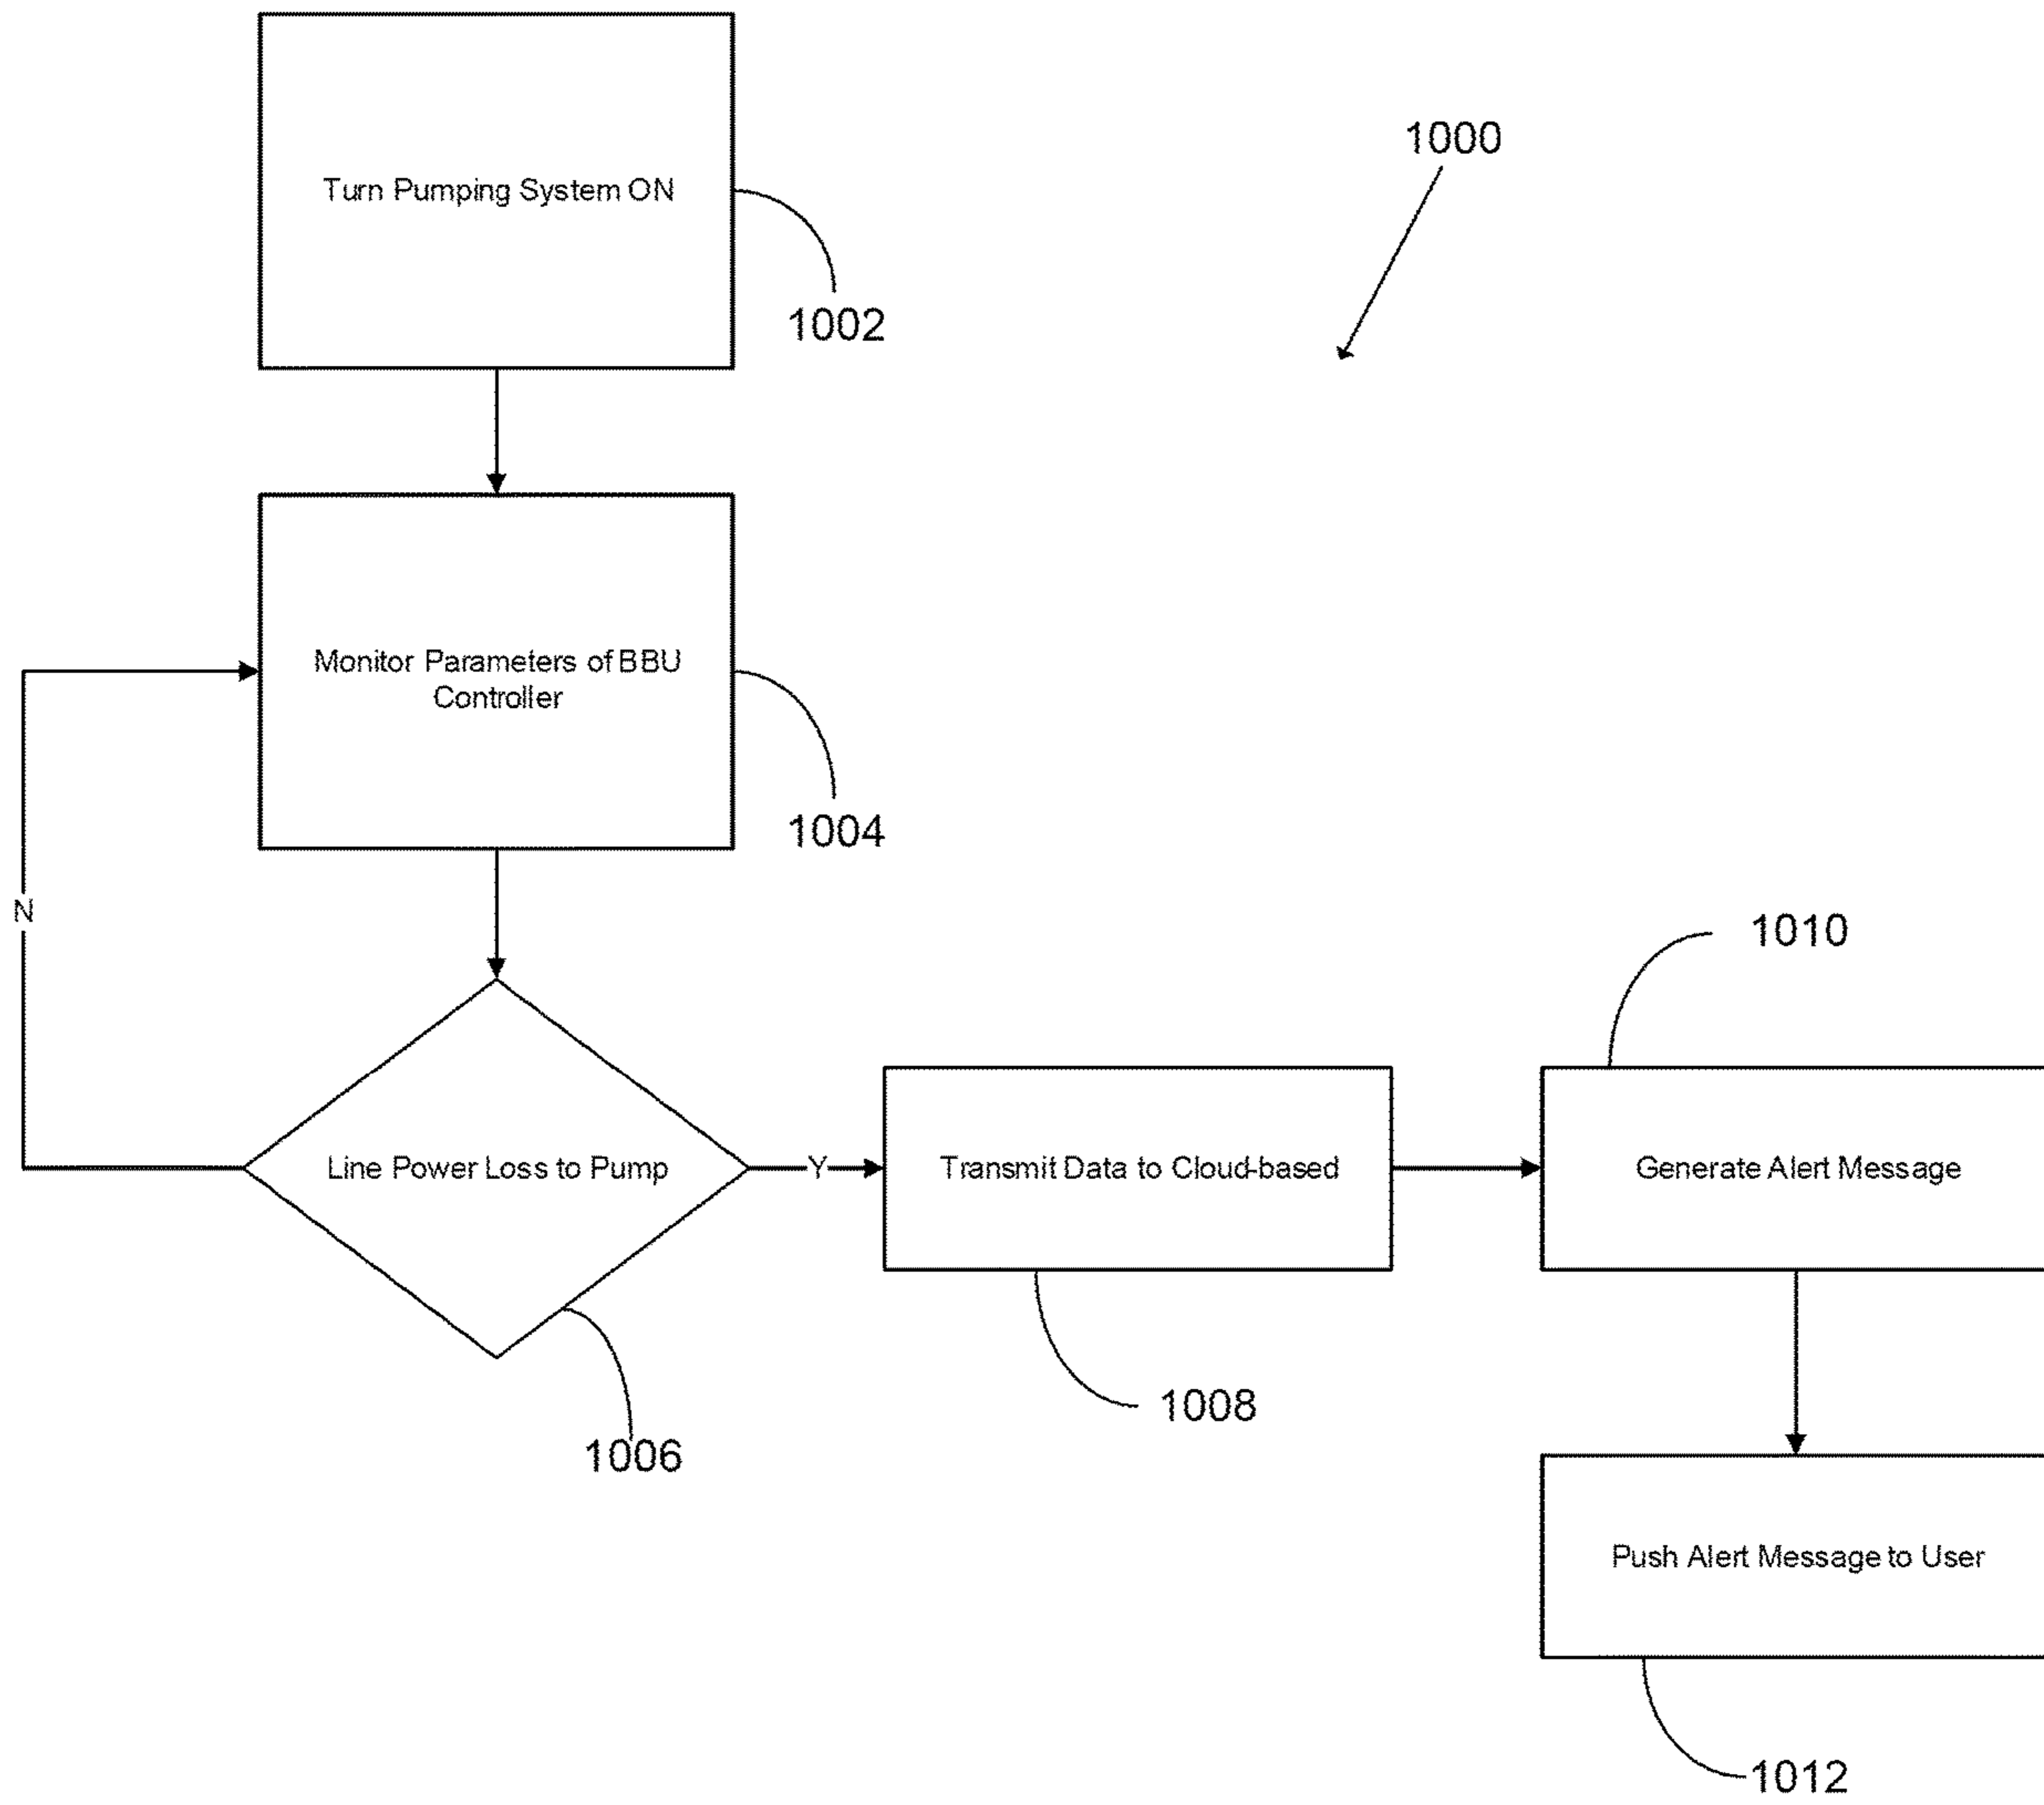 Turn Pumping System ON
1000
1002
Monitor Parameters of BBU
Controller
1004
N
1010
Line Power Loss to Pump
Y
Transmit Data to Cloud-based
Generate Alert Message
1008
1006
Push Alert Message to User
1012